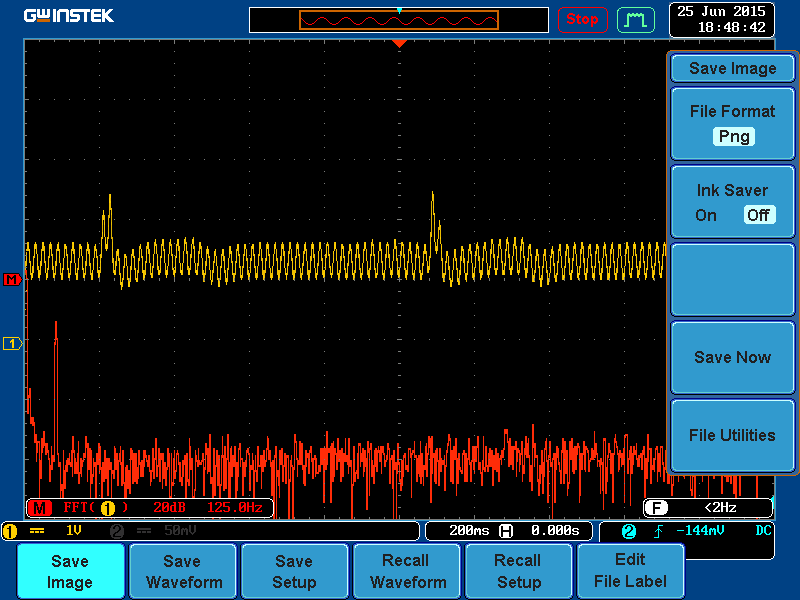 GWINSTEK
Stop
25 Jun 2015
18:48:42
Save Image
File Format
Png
Ink Saver
On Off
Save Now
File Utilities
M
1
M FFT( 1 ) 20dB 125.0Hz
F <2Hz
1 1V 2 50mV
200ms H 0.000s
2 -144mV DC
Save Image
Save Waveform
Save Setup
Recall Waveform
Recall Setup
Edit File Label